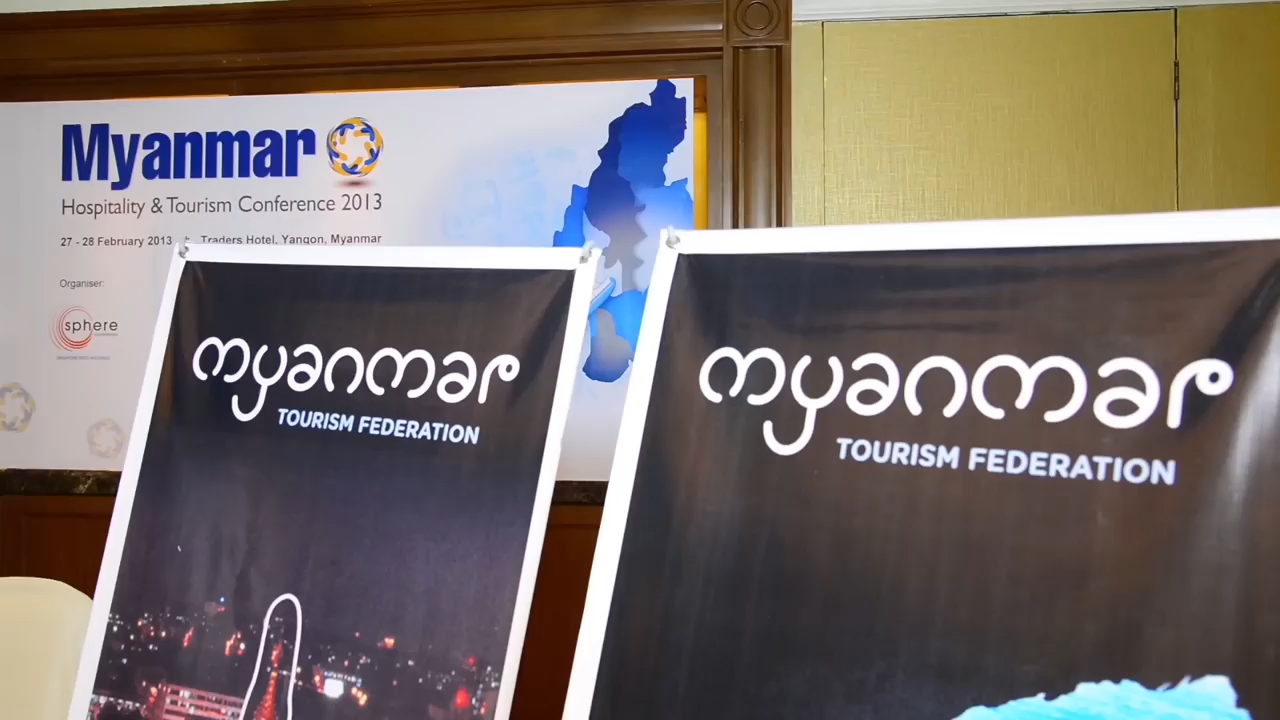 Myanmar
Hospitality & Tourism Conference 2013
27 - 28 February 2013
Traders Hotel, Yangon, Myanmar
Organiser:
sphere
myanmar
TOURISM FEDERATION
myanmar
TOURISM FEDERATION